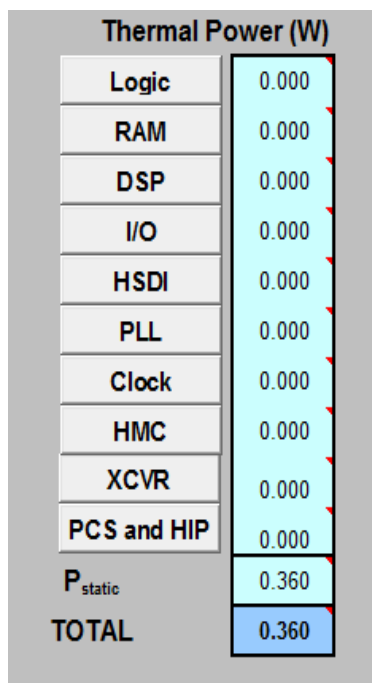 Thermal Power (W)
Logic 0.000
RAM 0.000
DSP 0.000
I/O 0.000
HSDI 0.000
PLL 0.000
Clock 0.000
HMC 0.000
XCVR 0.000
PCS and HIP 0.000
Pstatic 0.360
TOTAL 0.360